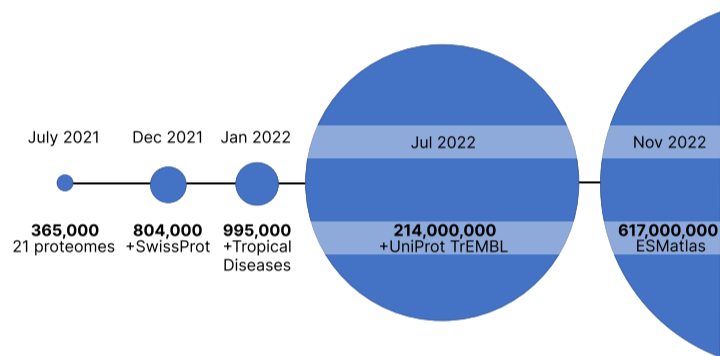 July 2021
Dec 2021
Jan 2022
Jul 2022
Nov 2022
365,000
21 proteomes
804,000
+SwissProt
995,000
+Tropical
Diseases
214,000,000
+UniProt TrEMBL
617,000,000
ESMatlas